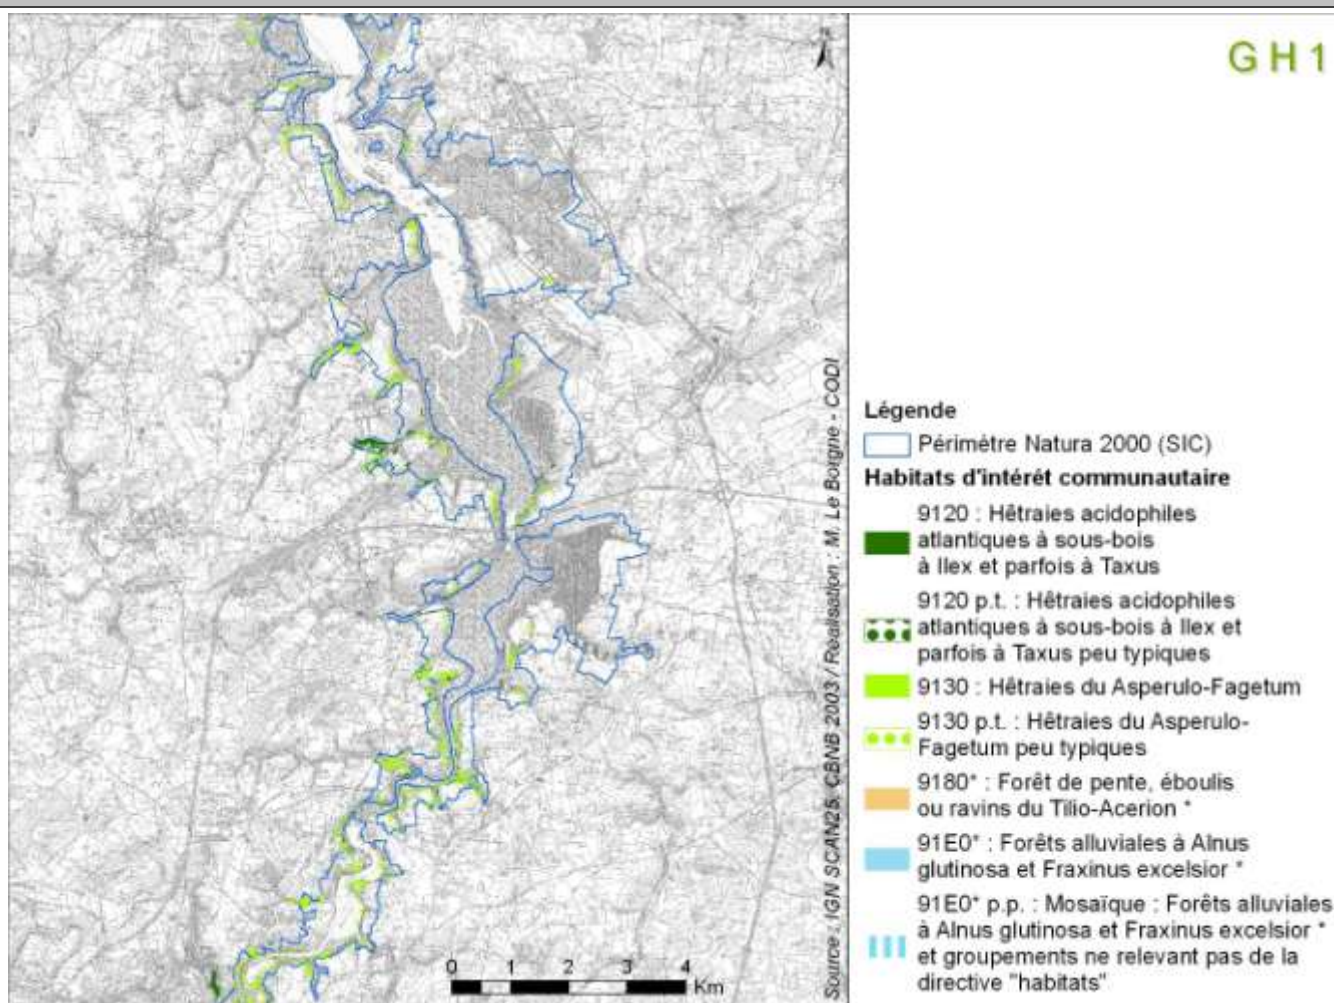 G H 1
Légende
Périmètre Natura 2000 (SIC)
Habitats d'intérêt communautaire
9120 : Hêtraies acidophiles
atlantiques à sous-bois
à Ilex et parfois à Taxus
9120 p.t. : Hêtraies acidophiles
atlantiques à sous-bois à Ilex et
parfois à Taxus peu typiques
9130 : Hêtraies du Asperulo-Fagetum
9130 p.t. : Hêtraies du Asperulo-
Fagetum peu typiques
9180* : Forêt de pente, éboulis
ou ravins du Tilio-Acerion *
91E0* : Forêts alluviales à Alnus
glutinosa et Fraxinus excelsior *
91E0* p.p. : Mosaïque : Forêts alluviales
à Alnus glutinosa et Fraxinus excelsior *
et groupements ne relevant pas de la
directive "habitats"
Source : IGN SCAN25, CBNB 2003 / Réalisation : M. Le Borgne - CODI
0 1 2 3 4
Km